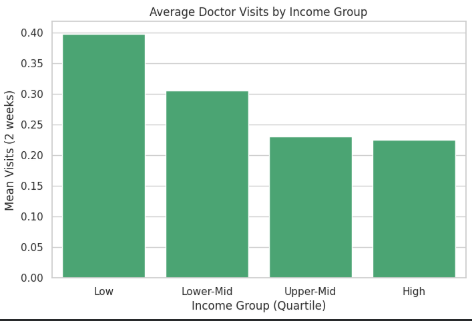 Average Doctor Visits by Income Group
Mean Visits (2 weeks)
0.40
0.35
0.30
0.25
0.20
0.15
0.10
0.05
0.00
Low Lower-Mid Upper-Mid High
Income Group (Quartile)